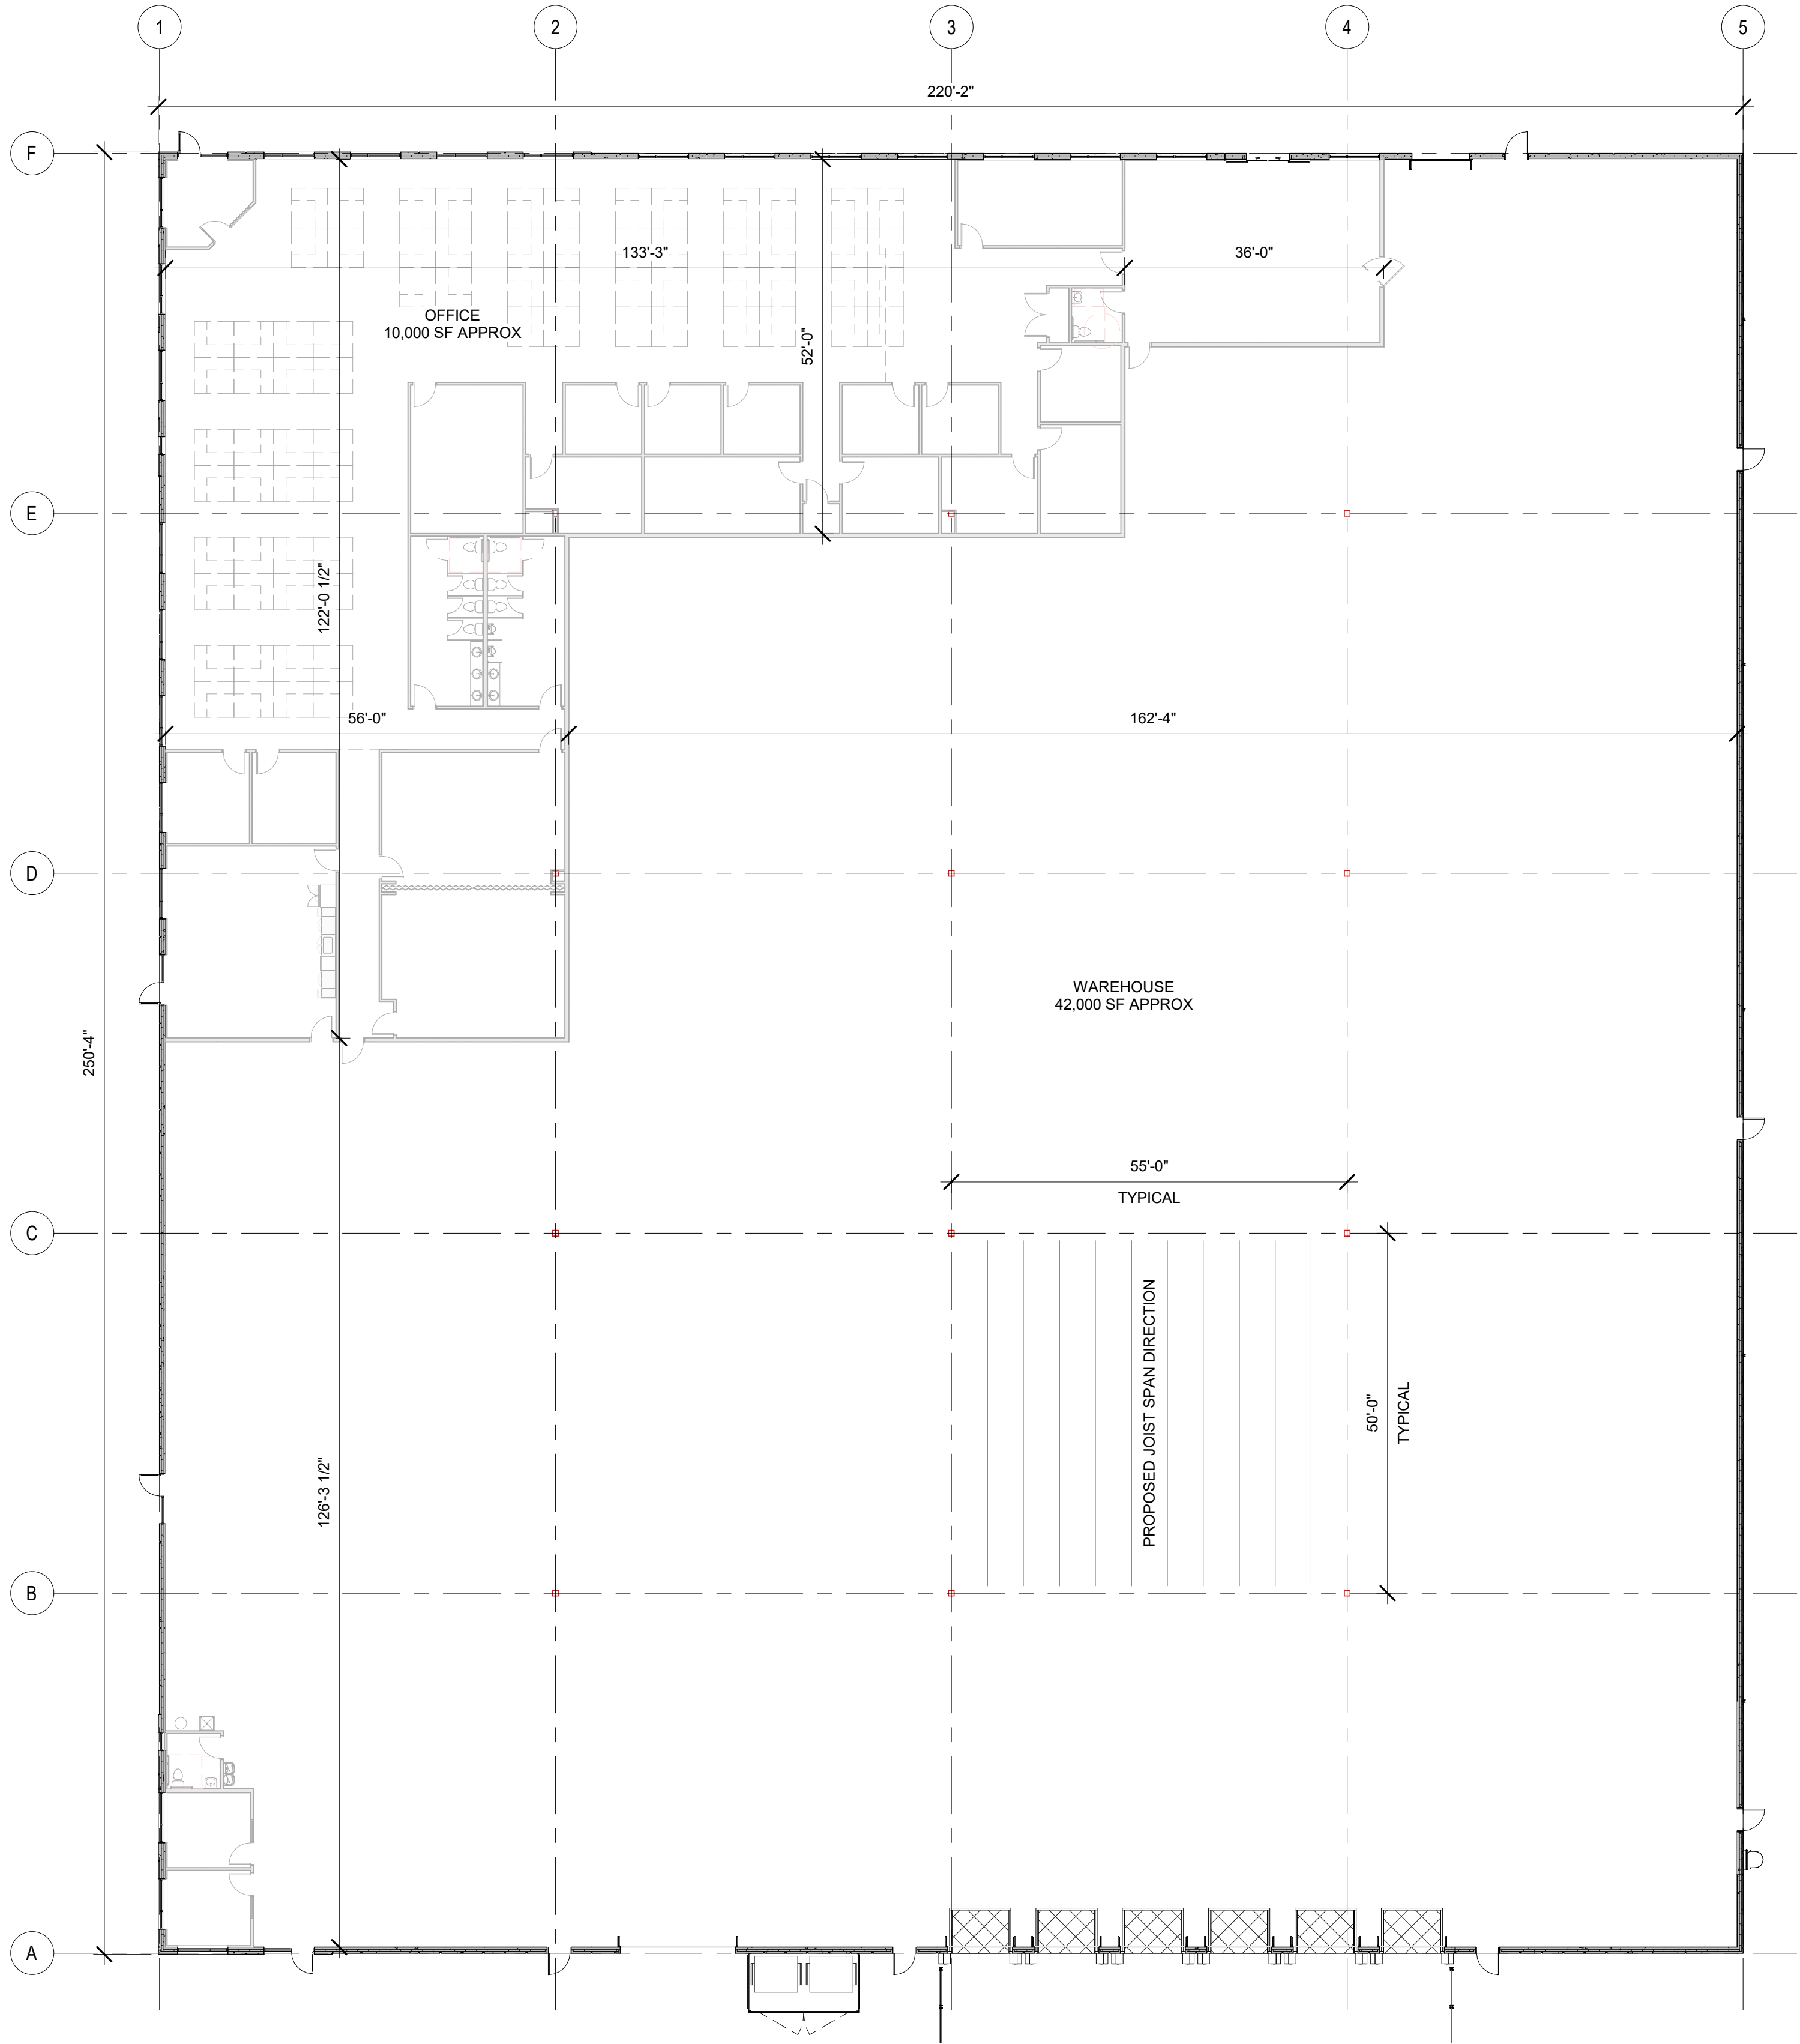 1
2
3
4
5
220'-2"
F
133'-3"
36'-0"
OFFICE
10,000 SF APPROX
52'-0"
E
122'-0 1/2"
56'-0"
162'-4"
D
WAREHOUSE
42,000 SF APPROX
250'-4"
55'-0"
TYPICAL
C
PROPOSED JOIST SPAN DIRECTION
50'-0"
TYPICAL
126'-3 1/2"
B
A